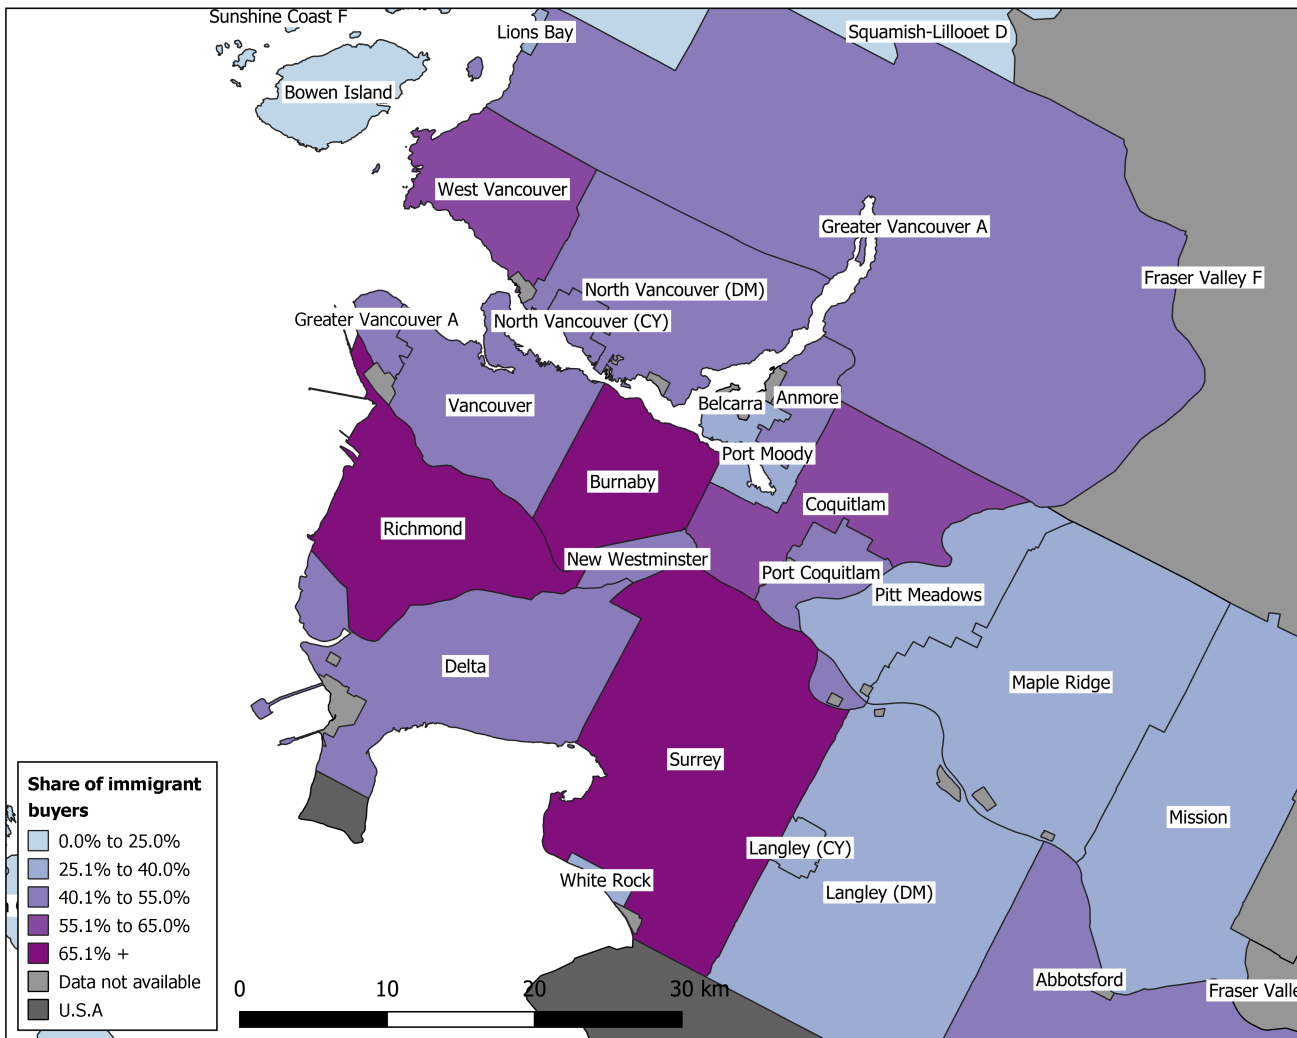 Sunshine Coast F
Lions Bay
Squamish-Lillooet D
Bowen Island
West Vancouver
Greater Vancouver A
Fraser Valley F
North Vancouver (DM)
Greater Vancouver A
North Vancouver (CY)
Vancouver
Belcarra
Anmore
Port Moody
Burnaby
Coquitlam
Richmond
New Westminster
Port Coquitlam
Pitt Meadows
Delta
Maple Ridge
Surrey
Mission
Langley (CY)
White Rock
Langley (DM)
Abbotsford
Fraser Valle
Share of immigrant
buyers
0.0% to 25.0%
25.1% to 40.0%
40.1% to 55.0%
55.1% to 65.0%
65.1% +
Data not available
U.S.A
0 10 20 30 km